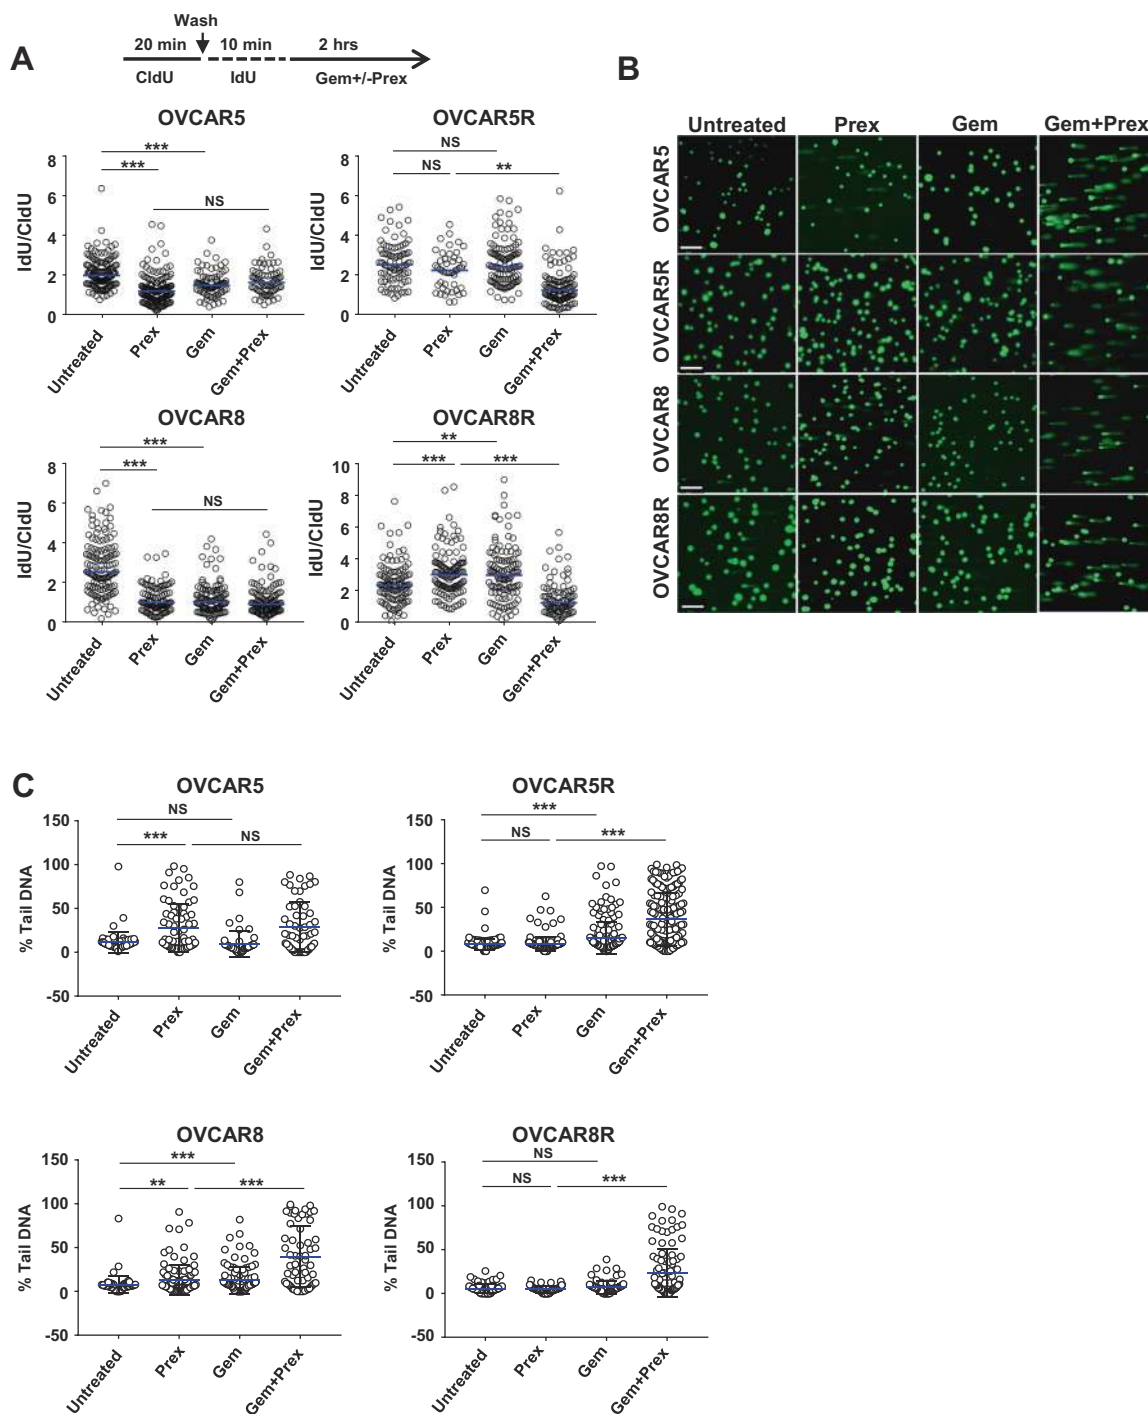 A
Wash
20 min 10 min 2 hrs
CldU IdU Gem+/-Prex
OVCAR5
IdU/CldU
8
6
4
2
0
***
***
NS
Untreated
Prex
Gem
Gem+Prex
OVCAR5R
IdU/CldU
8
6
4
2
0
NS
NS **
Untreated
Prex
Gem
Gem+Prex
OVCAR8
IdU/CldU
8
6
4
2
0
***
***
NS
Untreated
Prex
Gem
Gem+Prex
OVCAR8R
IdU/CldU
10
8
6
4
2
0
**
*** ***
Untreated
Prex
Gem
Gem+Prex
B
Untreated Prex Gem Gem+Prex
OVCAR5
OVCAR5R
OVCAR8
OVCAR8R
C
OVCAR5
% Tail DNA
150
100
50
0
-50
NS
*** NS
Untreated
Prex
Gem
Gem+Prex
OVCAR5R
% Tail DNA
150
100
50
0
-50
***
NS ***
Untreated
Prex
Gem
Gem+Prex
OVCAR8
% Tail DNA
150
100
50
0
-50
***
** ***
Untreated
Prex
Gem
Gem+Prex
OVCAR8R
% Tail DNA
150
100
50
0
-50
NS
NS ***
Untreated
Prex
Gem
Gem+Prex